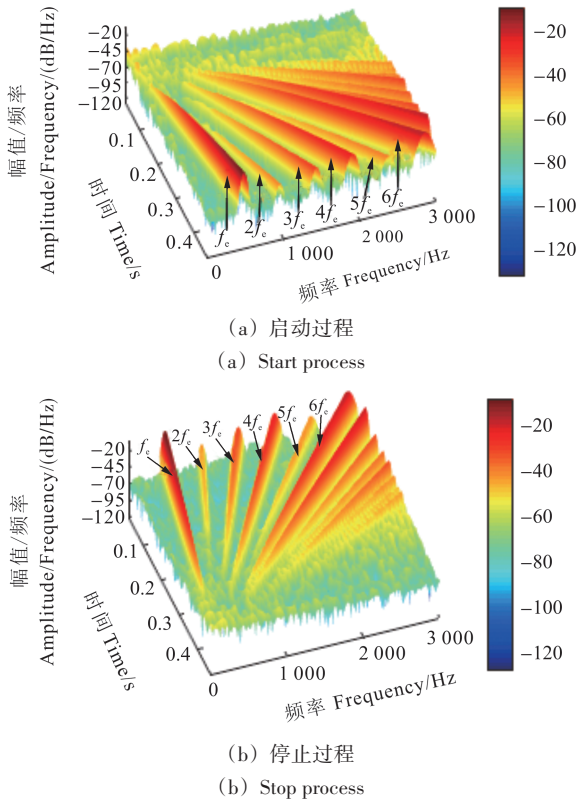 幅值/频率
Amplitude/Frequency/(dB/Hz)
-20
-45
-70
-95
-120
0.1
0.2
0.3
0.4
时间 Time/s
fe
2fe
3fe
4fe
5fe
6fe
0
1 000
2 000
3 000
频率 Frequency/Hz
-20
-40
-60
-80
-100
-120
(a) 启动过程
(a) Start process
幅值/频率
Amplitude/Frequency/(dB/Hz)
-20
-45
-70
-95
-120
0.1
0.2
0.3
0.4
时间 Time/s
fe
2fe
3fe
4fe
5fe
6fe
0
1 000
2 000
3 000
频率 Frequency/Hz
-20
-40
-60
-80
-100
-120
(b) 停止过程
(b) Stop process